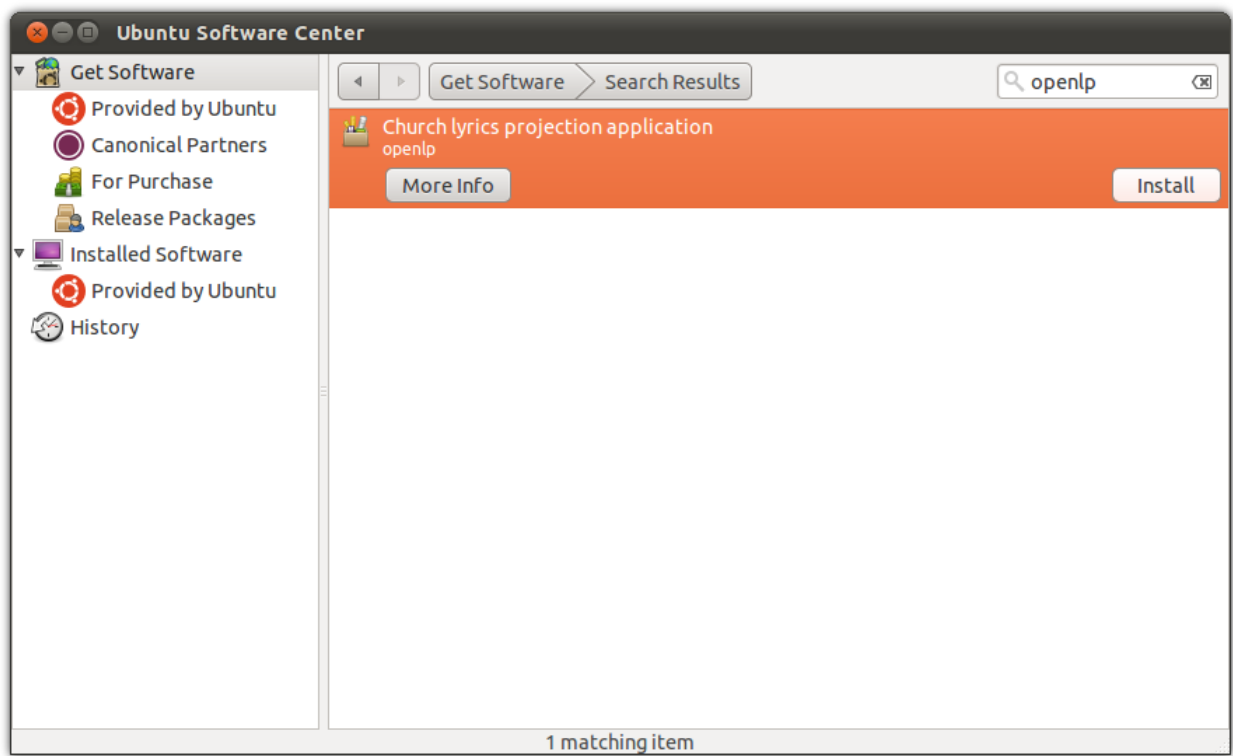 Ubuntu Software Center
Get Software
Provided by Ubuntu
Canonical Partners
For Purchase
Release Packages
Installed Software
Provided by Ubuntu
History
Get Software Search Results
openlp
Church lyrics projection application
openlp
More Info
Install
1 matching item